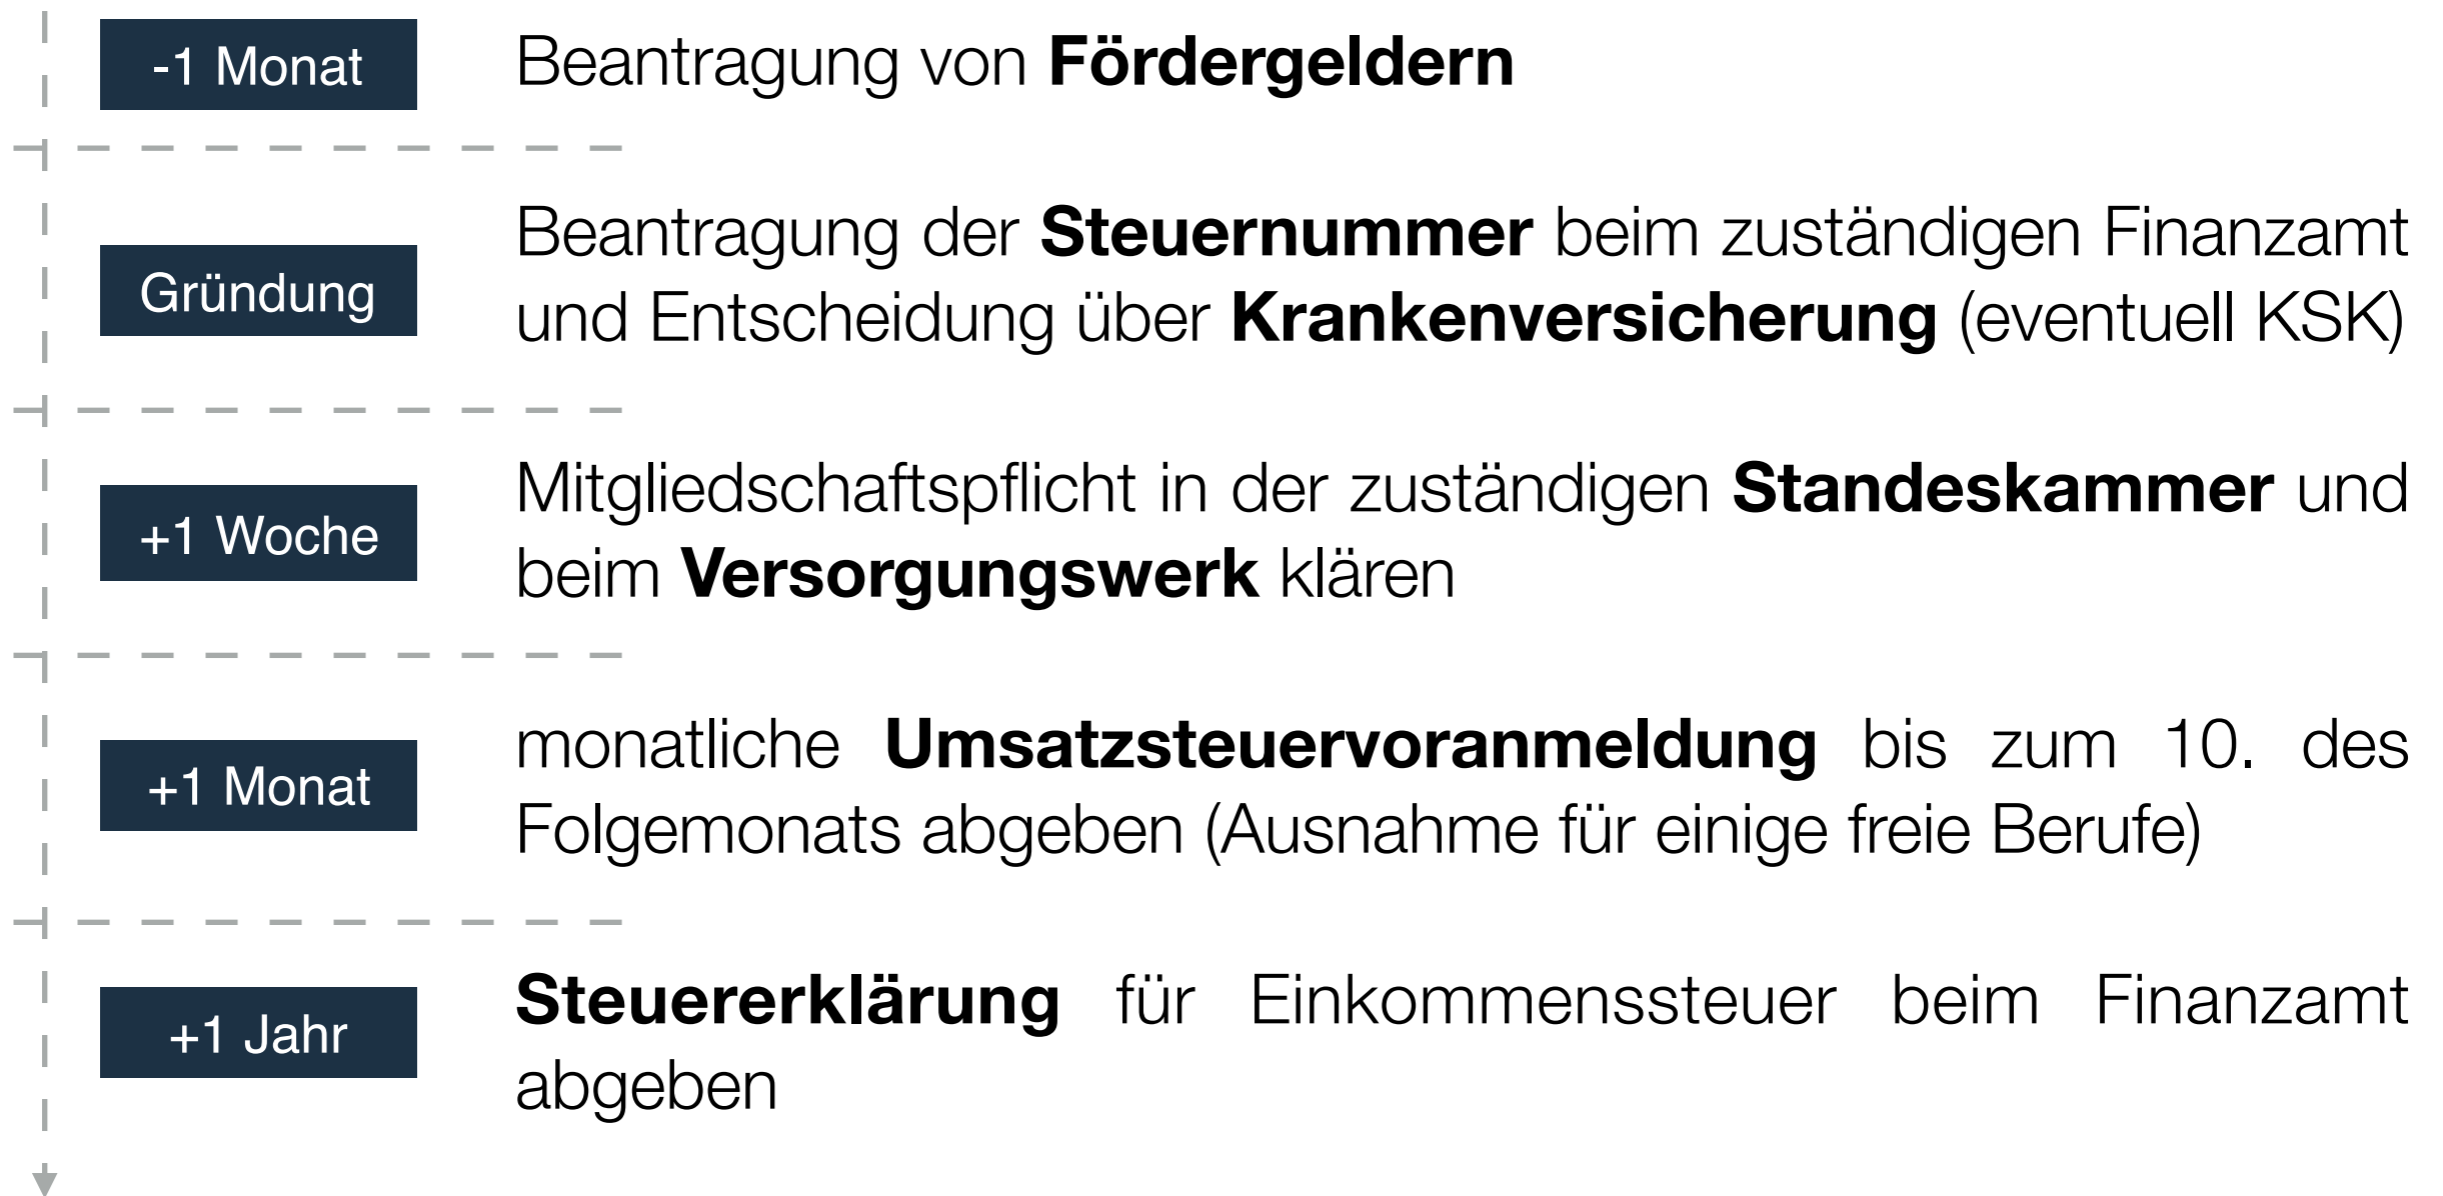 -1 Monat
Beantragung von Fördergeldern
Gründung
Beantragung der Steuernummer beim zuständigen Finanzamt
und Entscheidung über Krankenversicherung (eventuell KSK)
+1 Woche
Mitgliedschaftspflicht in der zuständigen Standeskammer und
beim Versorgungswerk klären
+1 Monat
monatliche Umsatzsteuervoranmeldung bis zum 10. des
Folgemonats abgeben (Ausnahme für einige freie Berufe)
+1 Jahr
Steuererklärung für Einkommenssteuer beim Finanzamt
abgeben